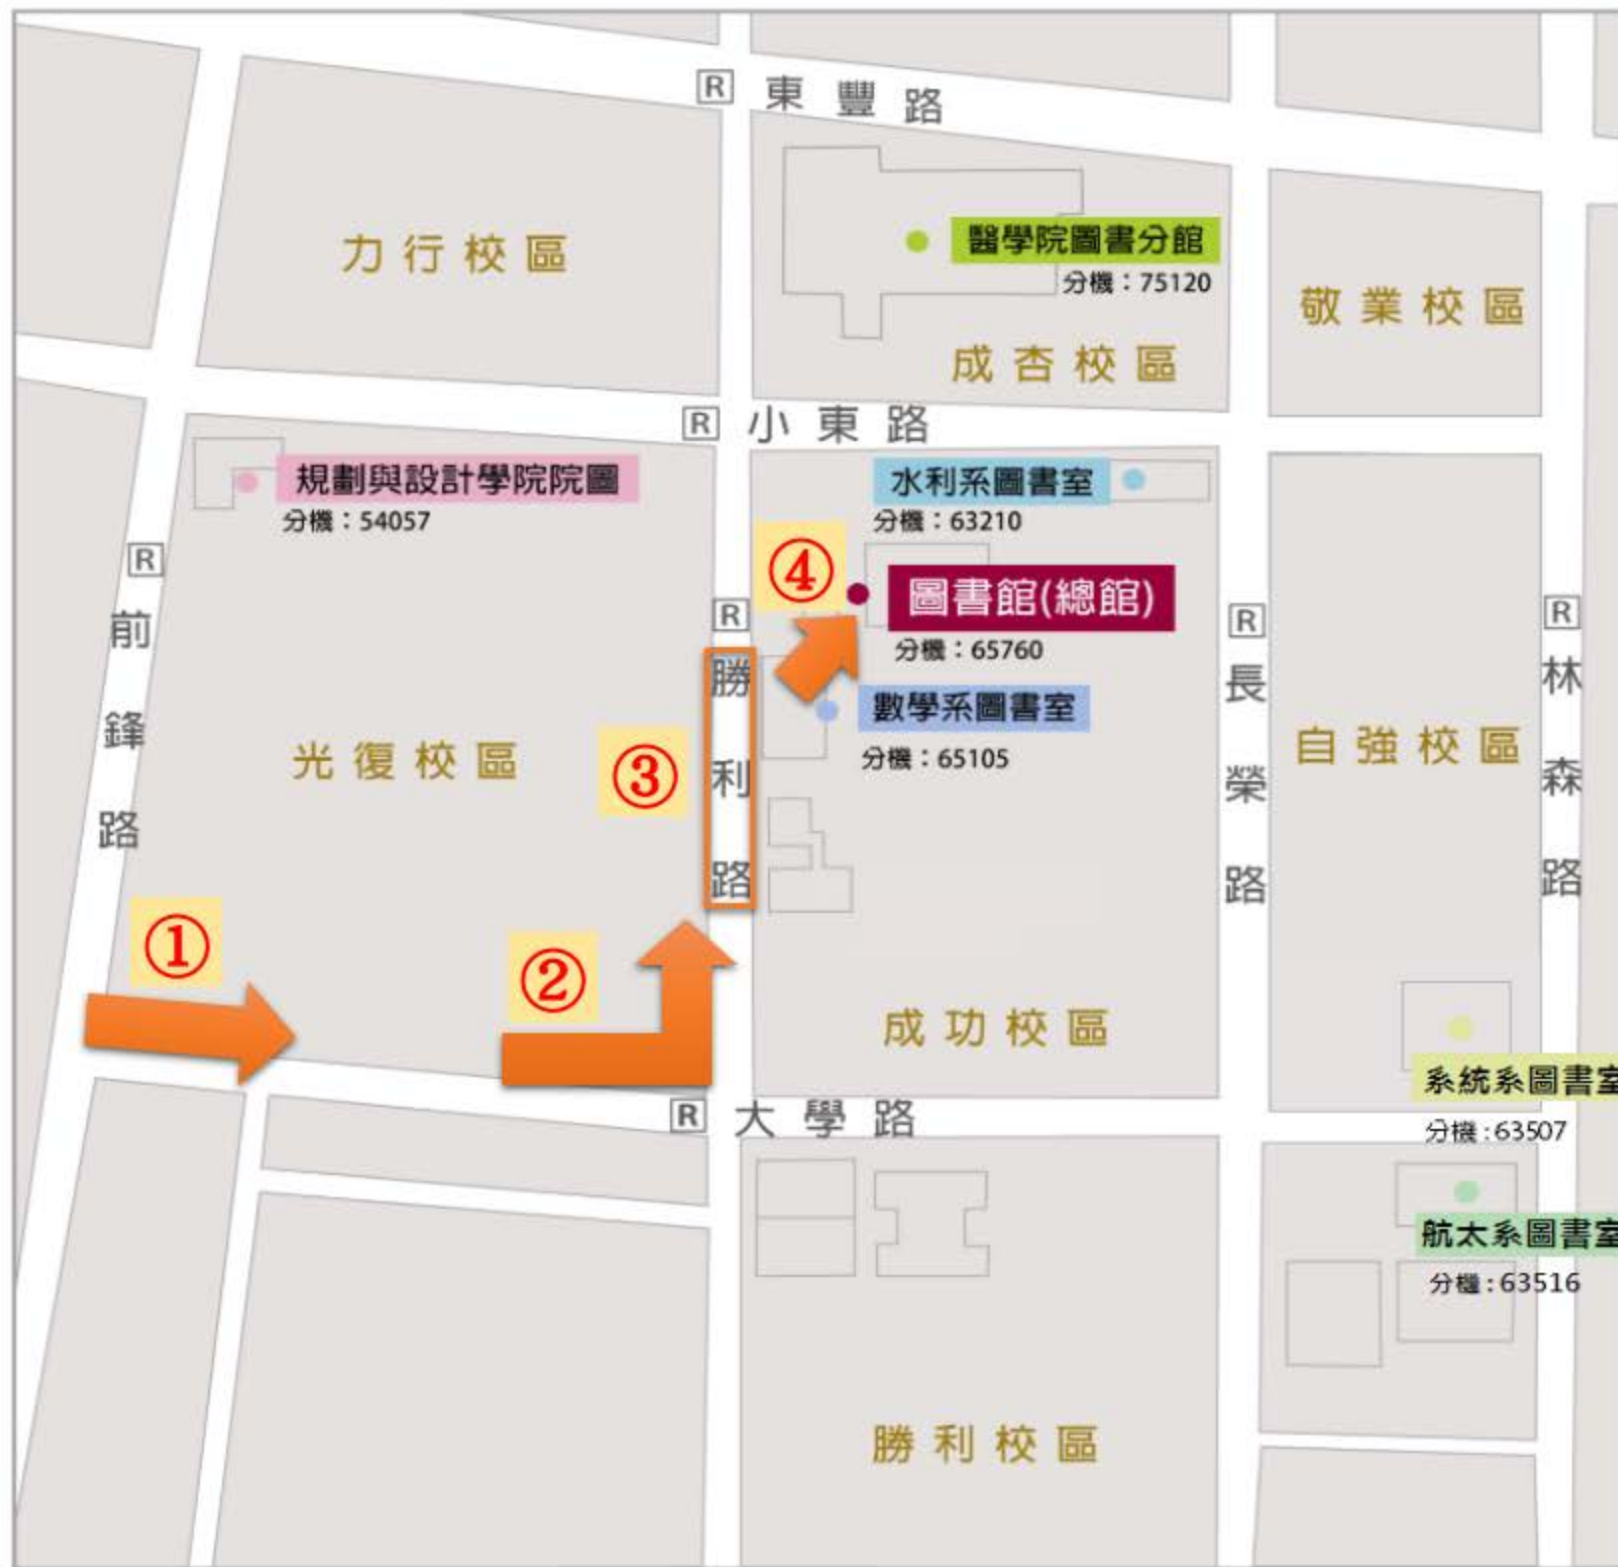 R 東豐路
力行校區
醫學院圖書分館
分機：75120
敬業校區
成杏校區
R 小東路
規劃與設計學院院圖
分機：54057
水利系圖書室
分機：63210
④
圖書館(總館)
分機：65760
R 前鋒路
R 勝利路
R 長榮路
R 林森路
數學系圖書室
分機：65105
光復校區
③
自強校區
①
②
成功校區
系統系圖書室
分機:63507
R 大學路
航太系圖書室
分機:63516
勝利校區